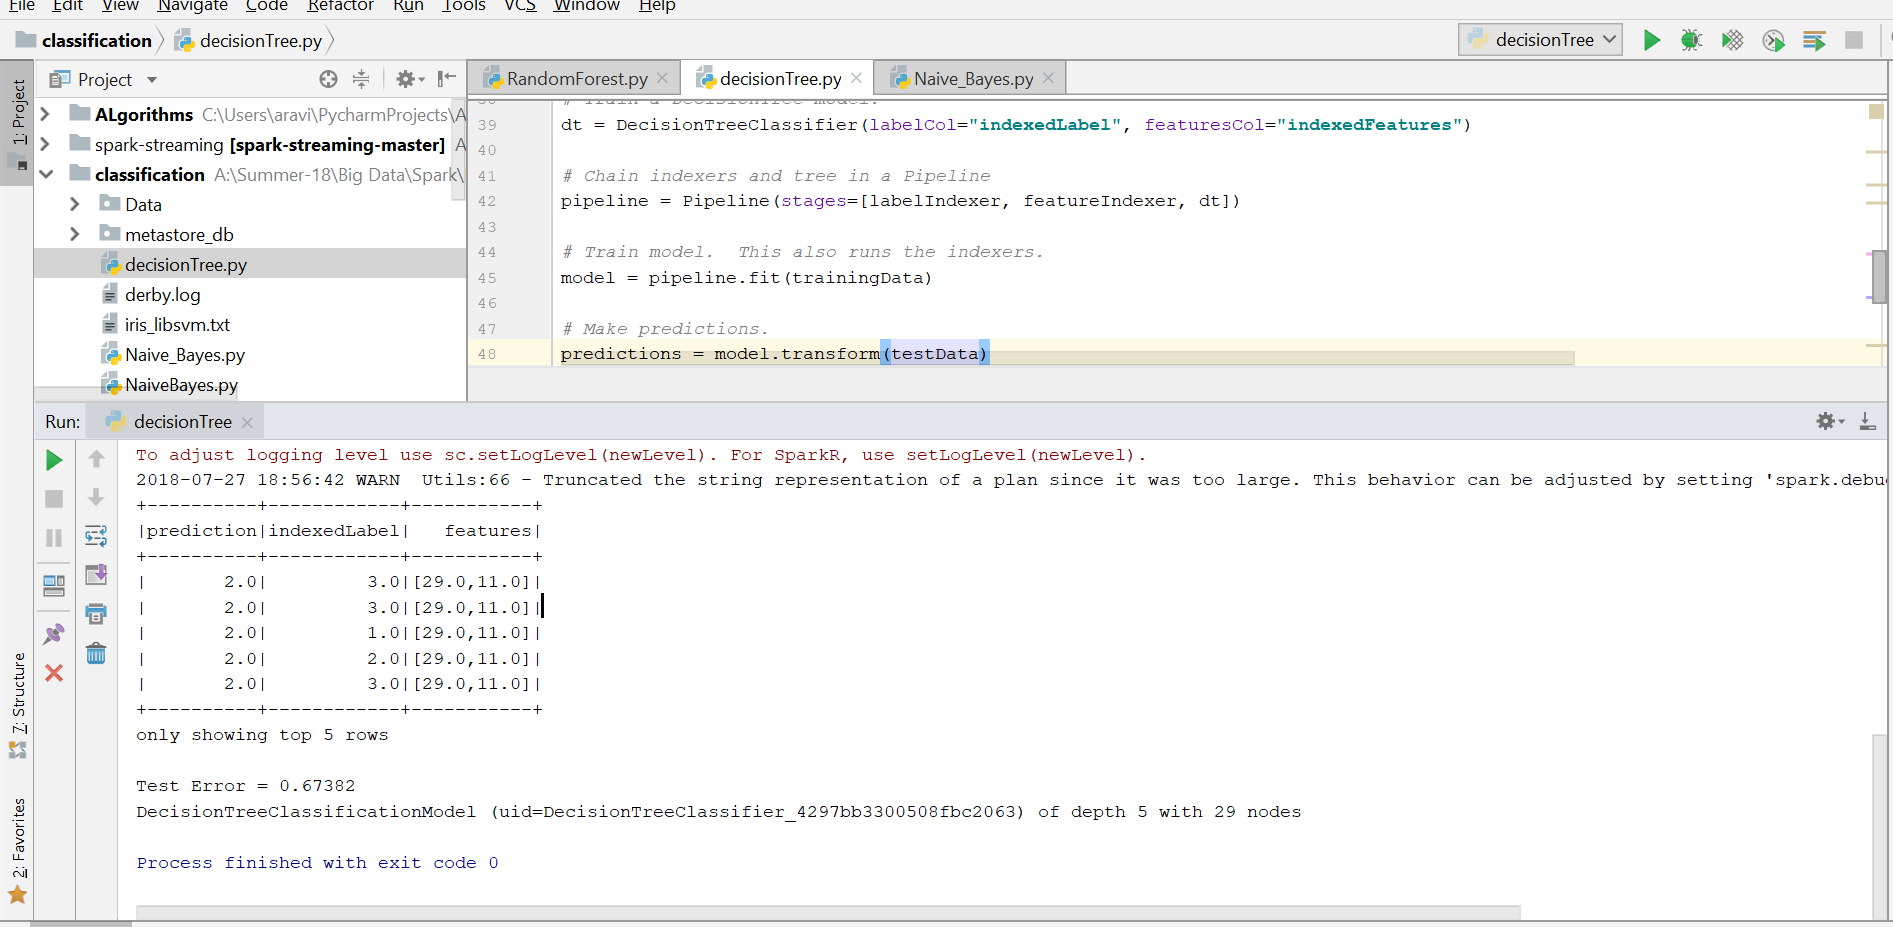 File Edit View Navigate Code Refactor Run Tools VCS Window Help
classification decisionTree.py decisionTree
1: Project
Project
RandomForest.py decisionTree.py Naive_Bayes.py
ALgorithms C:\Users\aravi\PycharmProjects\A
spark-streaming [spark-streaming-master] A
classification A:\Summer-18\Big Data\Spark\
Data
metastore_db
decisionTree.py
derby.log
iris_libsvm.txt
Naive_Bayes.py
NaiveBayes.py
38 # Train a DecisionTree model.
39 dt = DecisionTreeClassifier(labelCol="indexedLabel", featuresCol="indexedFeatures")
40
41 # Chain indexers and tree in a Pipeline
42 pipeline = Pipeline(stages=[labelIndexer, featureIndexer, dt])
43
44 # Train model.  This also runs the indexers.
45 model = pipeline.fit(trainingData)
46
47 # Make predictions.
48 predictions = model.transform(testData)
Run: decisionTree
To adjust logging level use sc.setLogLevel(newLevel). For SparkR, use setLogLevel(newLevel).
2018-07-27 18:56:42 WARN  Utils:66 - Truncated the string representation of a plan since it was too large. This behavior can be adjusted by setting 'spark.debu
+----------+------------+-----------+
|prediction|indexedLabel|   features|
+----------+------------+-----------+
|       2.0|         3.0|[29.0,11.0]|
|       2.0|         3.0|[29.0,11.0]|
|       2.0|         1.0|[29.0,11.0]|
|       2.0|         2.0|[29.0,11.0]|
|       2.0|         3.0|[29.0,11.0]|
+----------+------------+-----------+
only showing top 5 rows
Test Error = 0.67382
DecisionTreeClassificationModel (uid=DecisionTreeClassifier_4297bb3300508fbc2063) of depth 5 with 29 nodes
Process finished with exit code 0
7: Structure
2: Favorites